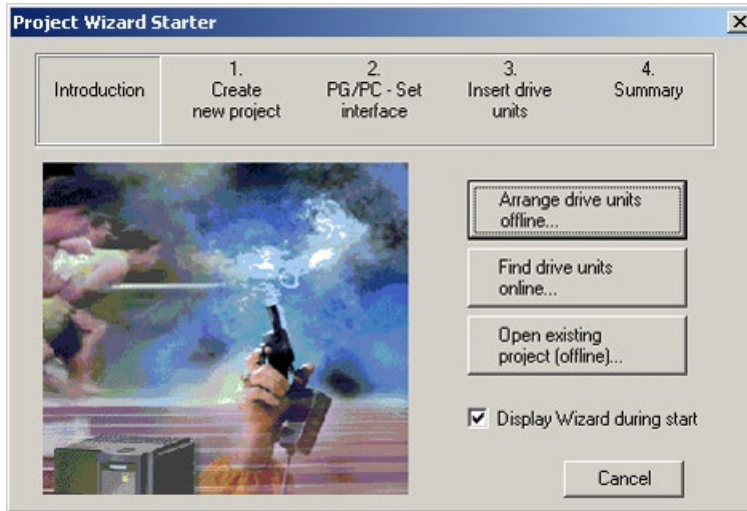 Project Wizard Starter
Introduction
1.
Create
new project
2.
PG/PC - Set
interface
3.
Insert drive
units
4.
Summary
Arrange drive units
offline...
Find drive units
online...
Open existing
project (offline)...
Display Wizard during start
Cancel